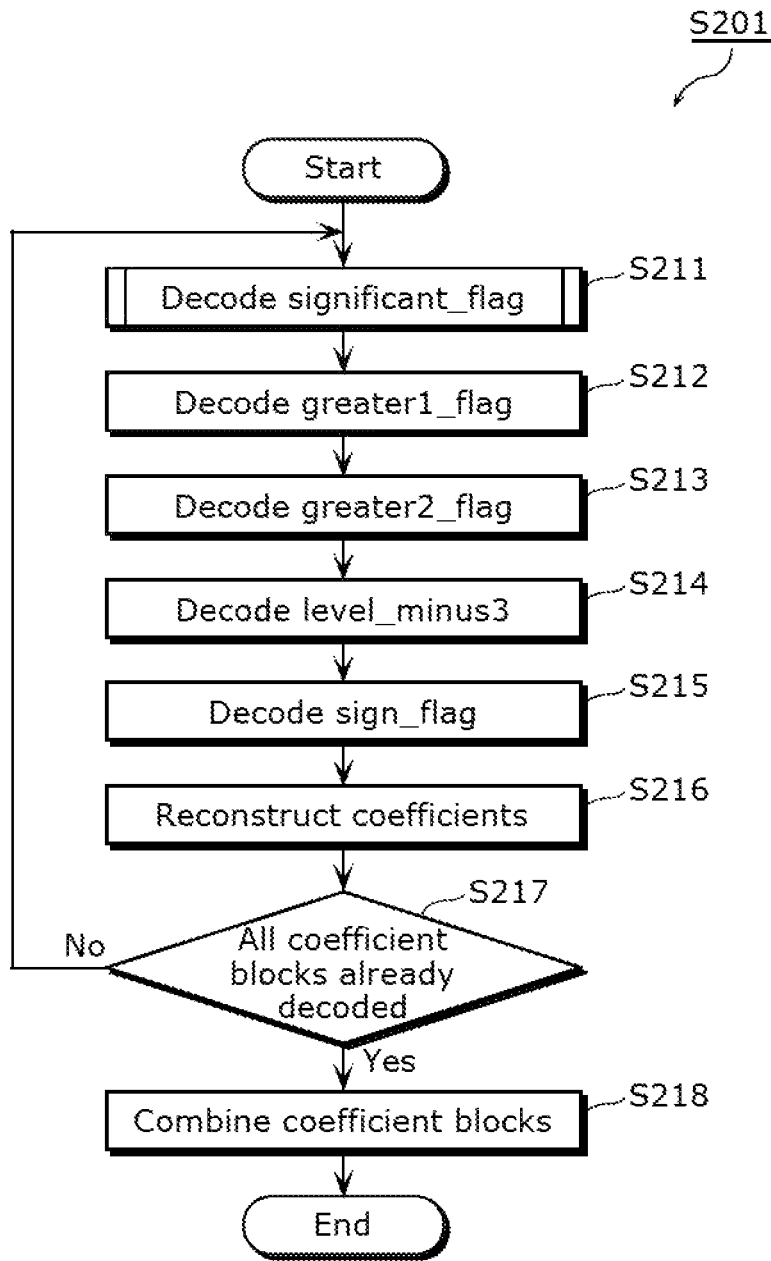 S201
Start
Decode significant_flag
S211
Decode greater1_flag
S212
Decode greater2_flag
S213
Decode level_minus3
S214
Decode sign_flag
S215
Reconstruct coefficients
S216
S217
All coefficient
blocks already
decoded
No
Yes
Combine coefficient blocks
S218
End